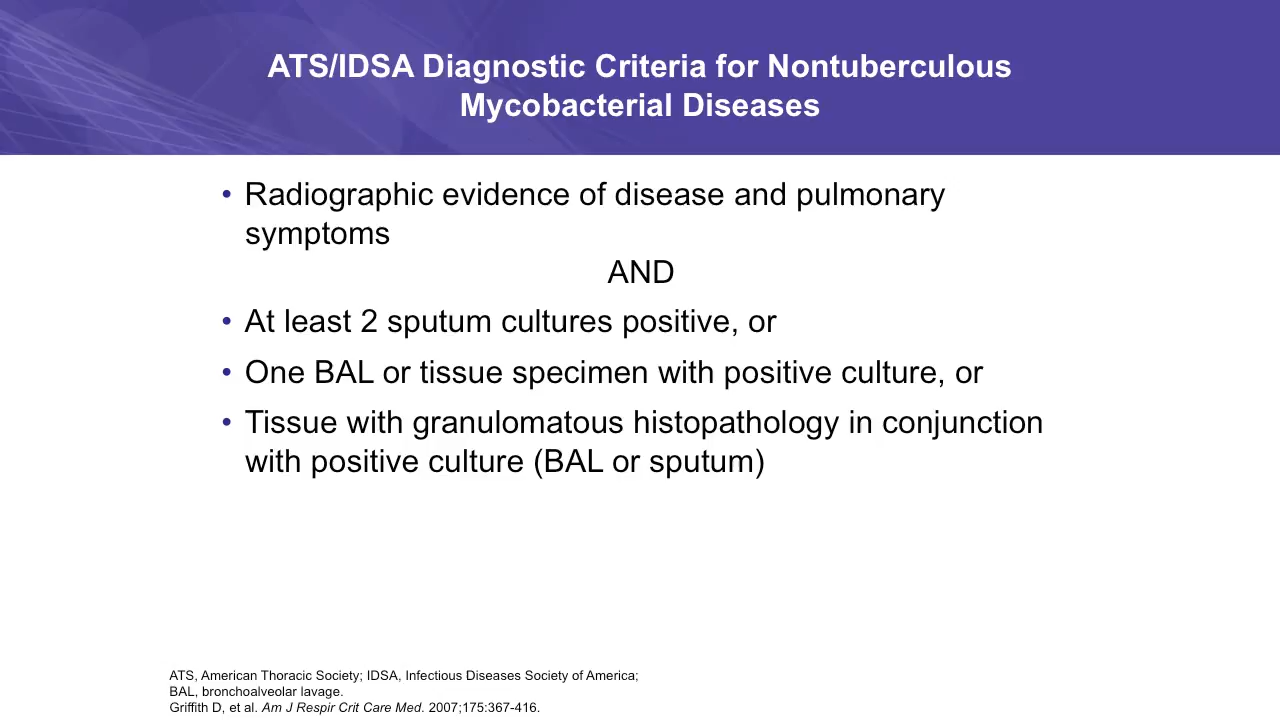 ATS/IDSA Diagnostic Criteria for Nontuberculous
Mycobacterial Diseases
• Radiographic evidence of disease and pulmonary
symptoms
AND
• At least 2 sputum cultures positive, or
• One BAL or tissue specimen with positive culture, or
• Tissue with granulomatous histopathology in conjunction
with positive culture (BAL or sputum)
ATS, American Thoracic Society; IDSA, Infectious Diseases Society of America;
BAL, bronchoalveolar lavage.
Griffith D, et al. Am J Respir Crit Care Med. 2007;175:367-416.